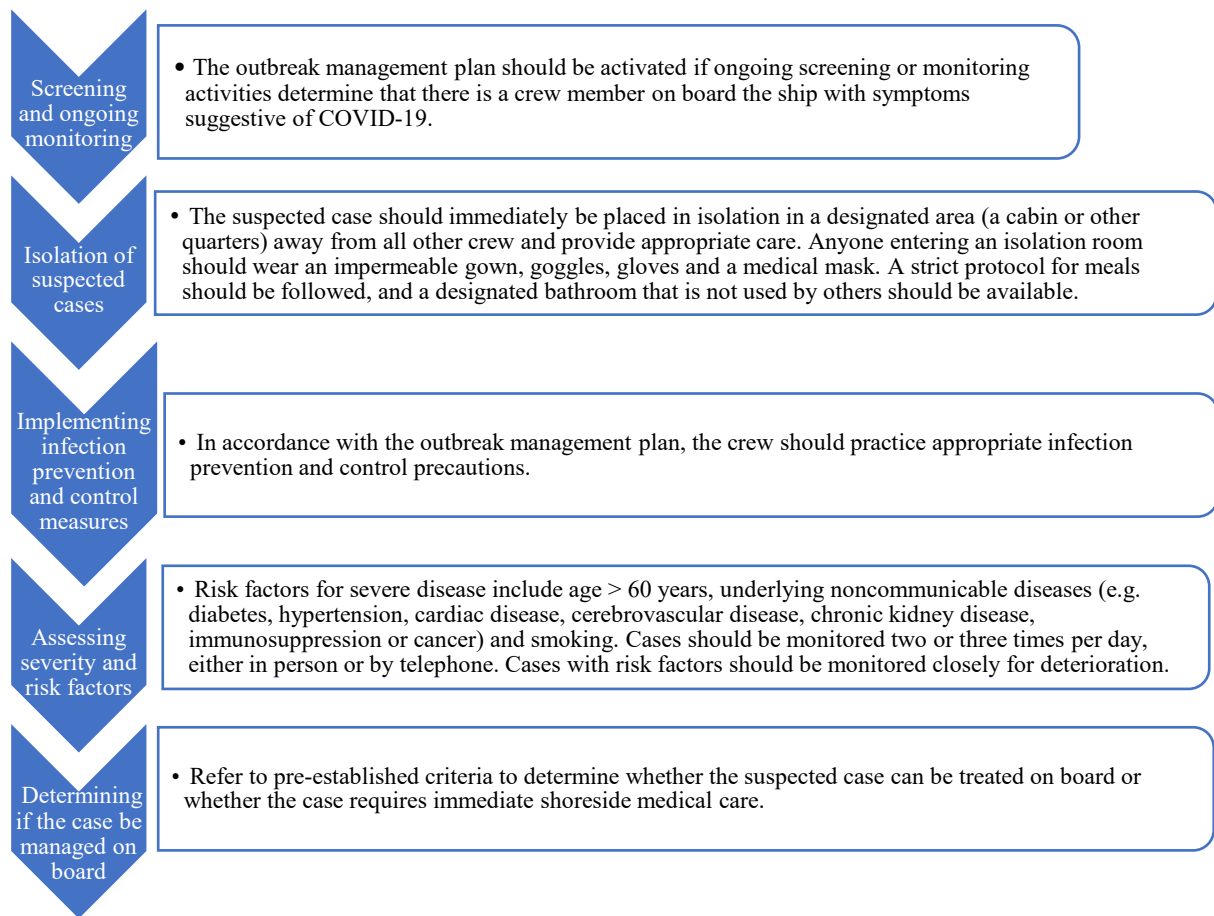 Screening
and ongoing
monitoring
• The outbreak management plan should be activated if ongoing screening or monitoring
activities determine that there is a crew member on board the ship with symptoms
suggestive of COVID-19.
Isolation of
suspected
cases
• The suspected case should immediately be placed in isolation in a designated area (a cabin or other
quarters) away from all other crew and provide appropriate care. Anyone entering an isolation room
should wear an impermeable gown, goggles, gloves and a medical mask. A strict protocol for meals
should be followed, and a designated bathroom that is not used by others should be available.
Implementing
infection
prevention
and control
measures
• In accordance with the outbreak management plan, the crew should practice appropriate infection
prevention and control precautions.
Assessing
severity and
risk factors
• Risk factors for severe disease include age > 60 years, underlying noncommunicable diseases (e.g.
diabetes, hypertension, cardiac disease, cerebrovascular disease, chronic kidney disease,
immunosuppression or cancer) and smoking. Cases should be monitored two or three times per day,
either in person or by telephone. Cases with risk factors should be monitored closely for deterioration.
Determining
if the case be
managed on
board
• Refer to pre-established criteria to determine whether the suspected case can be treated on board or
whether the case requires immediate shoreside medical care.